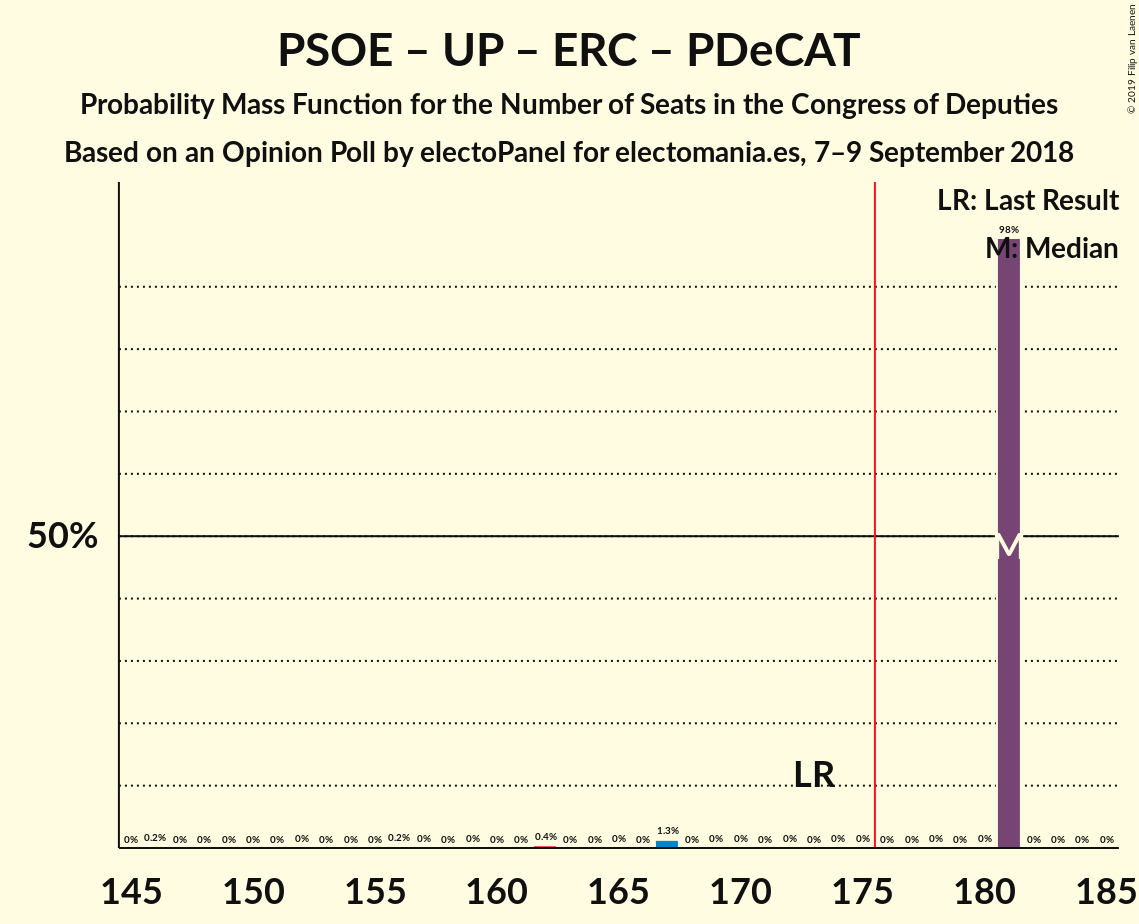 PSOE – UP – ERC – PDeCAT
Probability Mass Function for the Number of Seats in the Congress of Deputies
Based on an Opinion Poll by electoPanel for electomania.es, 7–9 September 2018
© 2019 Filip van Laenen
LR: Last Result
98%
M: Median
50%
M
LR
0% 0.2% 0% 0% 0% 0% 0% 0% 0% 0% 0% 0.2% 0% 0% 0% 0% 0% 0.4% 0% 0% 0% 0% 1.3% 0% 0% 0% 0% 0% 0% 0% 0% 0% 0% 0% 0% 0% 0% 0% 0% 0%
145 150 155 160 165 170 175 180 185